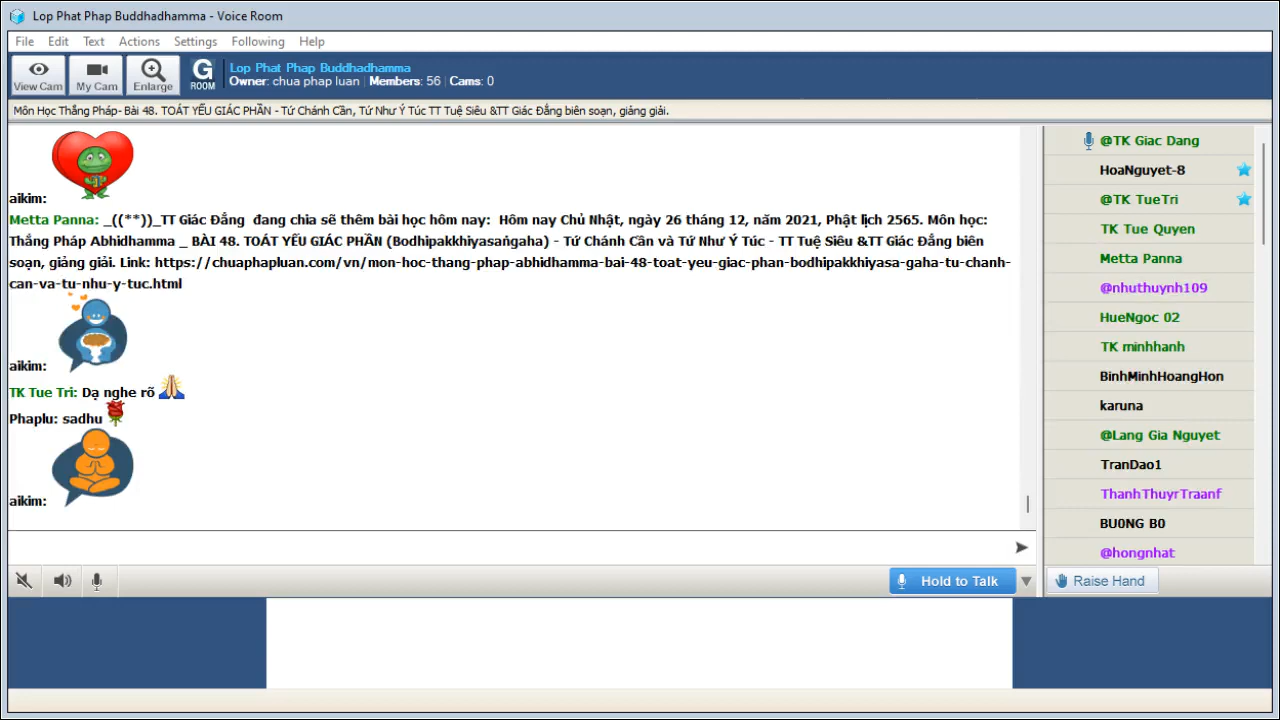 Lop Phat Phap Buddhadhamma - Voice Room
File Edit Text Actions Settings Following Help
View Cam My Cam Enlarge G ROOM
Lop Phat Phap Buddhadhamma
Owner: chua phap luan | Members: 56 | Cams: 0
Môn Học Thắng Pháp- Bài 48. TOÁT YẾU GIÁC PHẦN - Tứ Chánh Cần, Tứ Như Ý Túc TT Tuệ Siêu &TT Giác Đẳng biên soạn, giảng giải.
aikim:
Metta Panna: _((**))_TT Giác Đẳng đang chia sẽ thêm bài học hôm nay: Hôm nay Chủ Nhật, ngày 26 tháng 12, năm 2021, Phật lịch 2565. Môn học:
Thắng Pháp Abhidhamma _ BÀI 48. TOÁT YẾU GIÁC PHẦN (Bodhipakkhiyasaṅgaha) - Tứ Chánh Cần và Tứ Như Ý Túc - TT Tuệ Siêu &TT Giác Đẳng biên
soạn, giảng giải. Link: https://chuaphapluan.com/vn/mon-hoc-thang-phap-abhidhamma-bai-48-toat-yeu-giac-phan-bodhipakkhiyasa-gaha-tu-chanh-
can-va-tu-nhu-y-tuc.html
aikim:
TK Tue Tri: Dạ nghe rõ
Phaplu: sadhu
aikim:
@TK Giac Dang
HoaNguyet-8
@TK TueTri
TK Tue Quyen
Metta Panna
@nhuthuynh109
HueNgoc 02
TK minhhanh
BinhMinhHoangHon
karuna
@Lang Gia Nguyet
TranDao1
ThanhThuyrTraanf
BU0NG B0
@hongnhat
Hold to Talk
Raise Hand